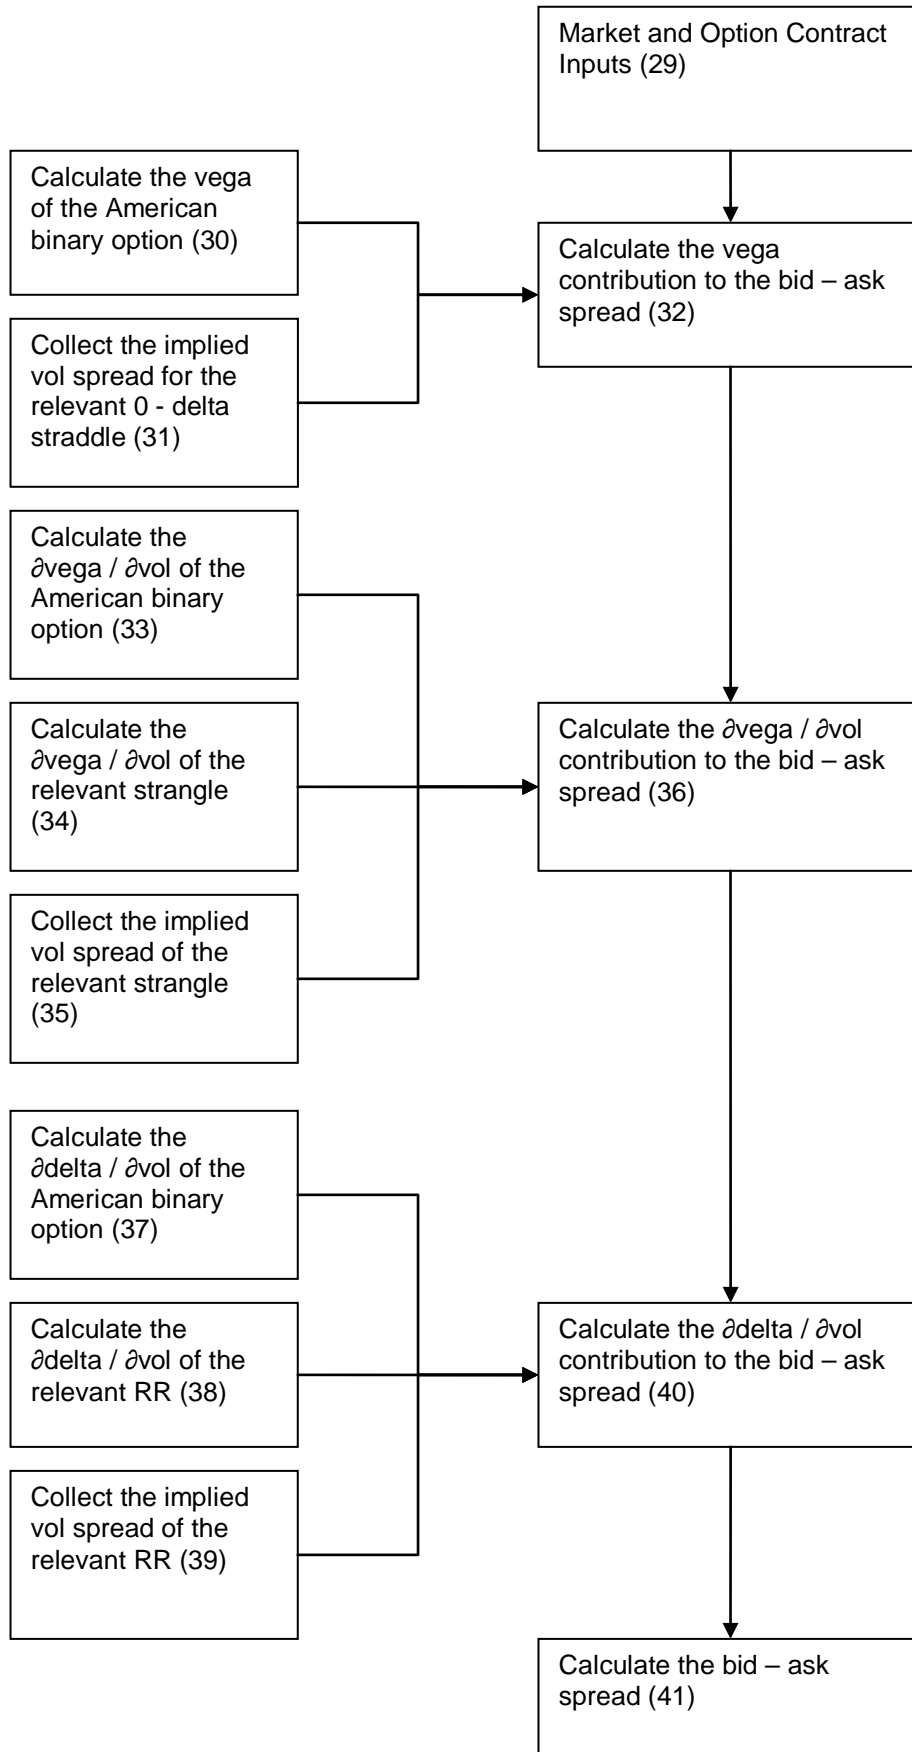 Market and Option Contract
Inputs (29)
Calculate the vega
of the American
binary option (30)
Calculate the vega
contribution to the bid – ask
spread (32)
Collect the implied
vol spread for the
relevant 0 - delta
straddle (31)
Calculate the
∂vega / ∂vol of the
American binary
option (33)
Calculate the
∂vega / ∂vol of the
relevant strangle
(34)
Calculate the ∂vega / ∂vol
contribution to the bid – ask
spread (36)
Collect the implied
vol spread of the
relevant strangle
(35)
Calculate the
∂delta / ∂vol of the
American binary
option (37)
Calculate the
∂delta / ∂vol of the
relevant RR (38)
Calculate the ∂delta / ∂vol
contribution to the bid – ask
spread (40)
Collect the implied
vol spread of the
relevant RR (39)
Calculate the bid – ask
spread (41)